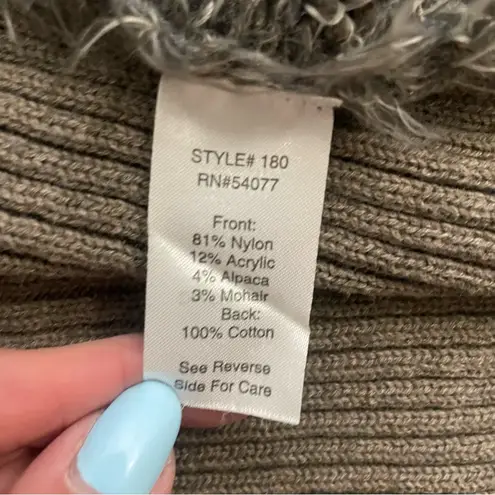 STYLE# 180
RN#54077
Front:
81% Nylon
12% Acrylic
4% Alpaca
3% Mohair
Back:
100% Cotton
See Reverse
Side For Care